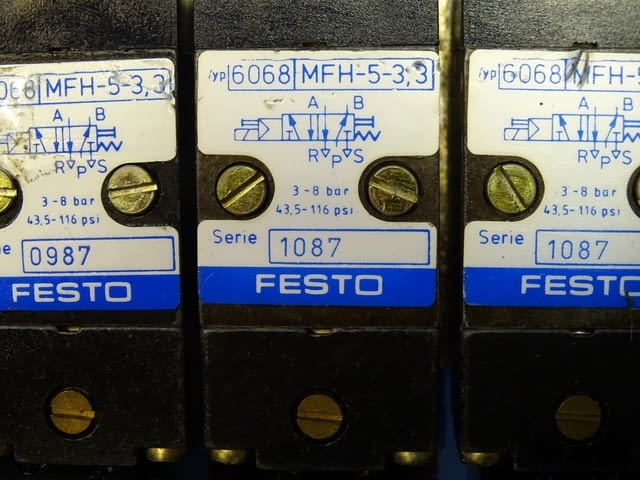 068 MFH-5-3,3
A B
R P S
3-8 bar
43,5-116 psi
0987
FESTO
Typ 6068 MFH-5-3,3
A B
R P S
3-8 bar
43,5-116 psi
Serie 1087
FESTO
Typ 6068 MFH-5
A B
R P S
3-8 bar
43,5-116 psi
Serie 1087
FESTO